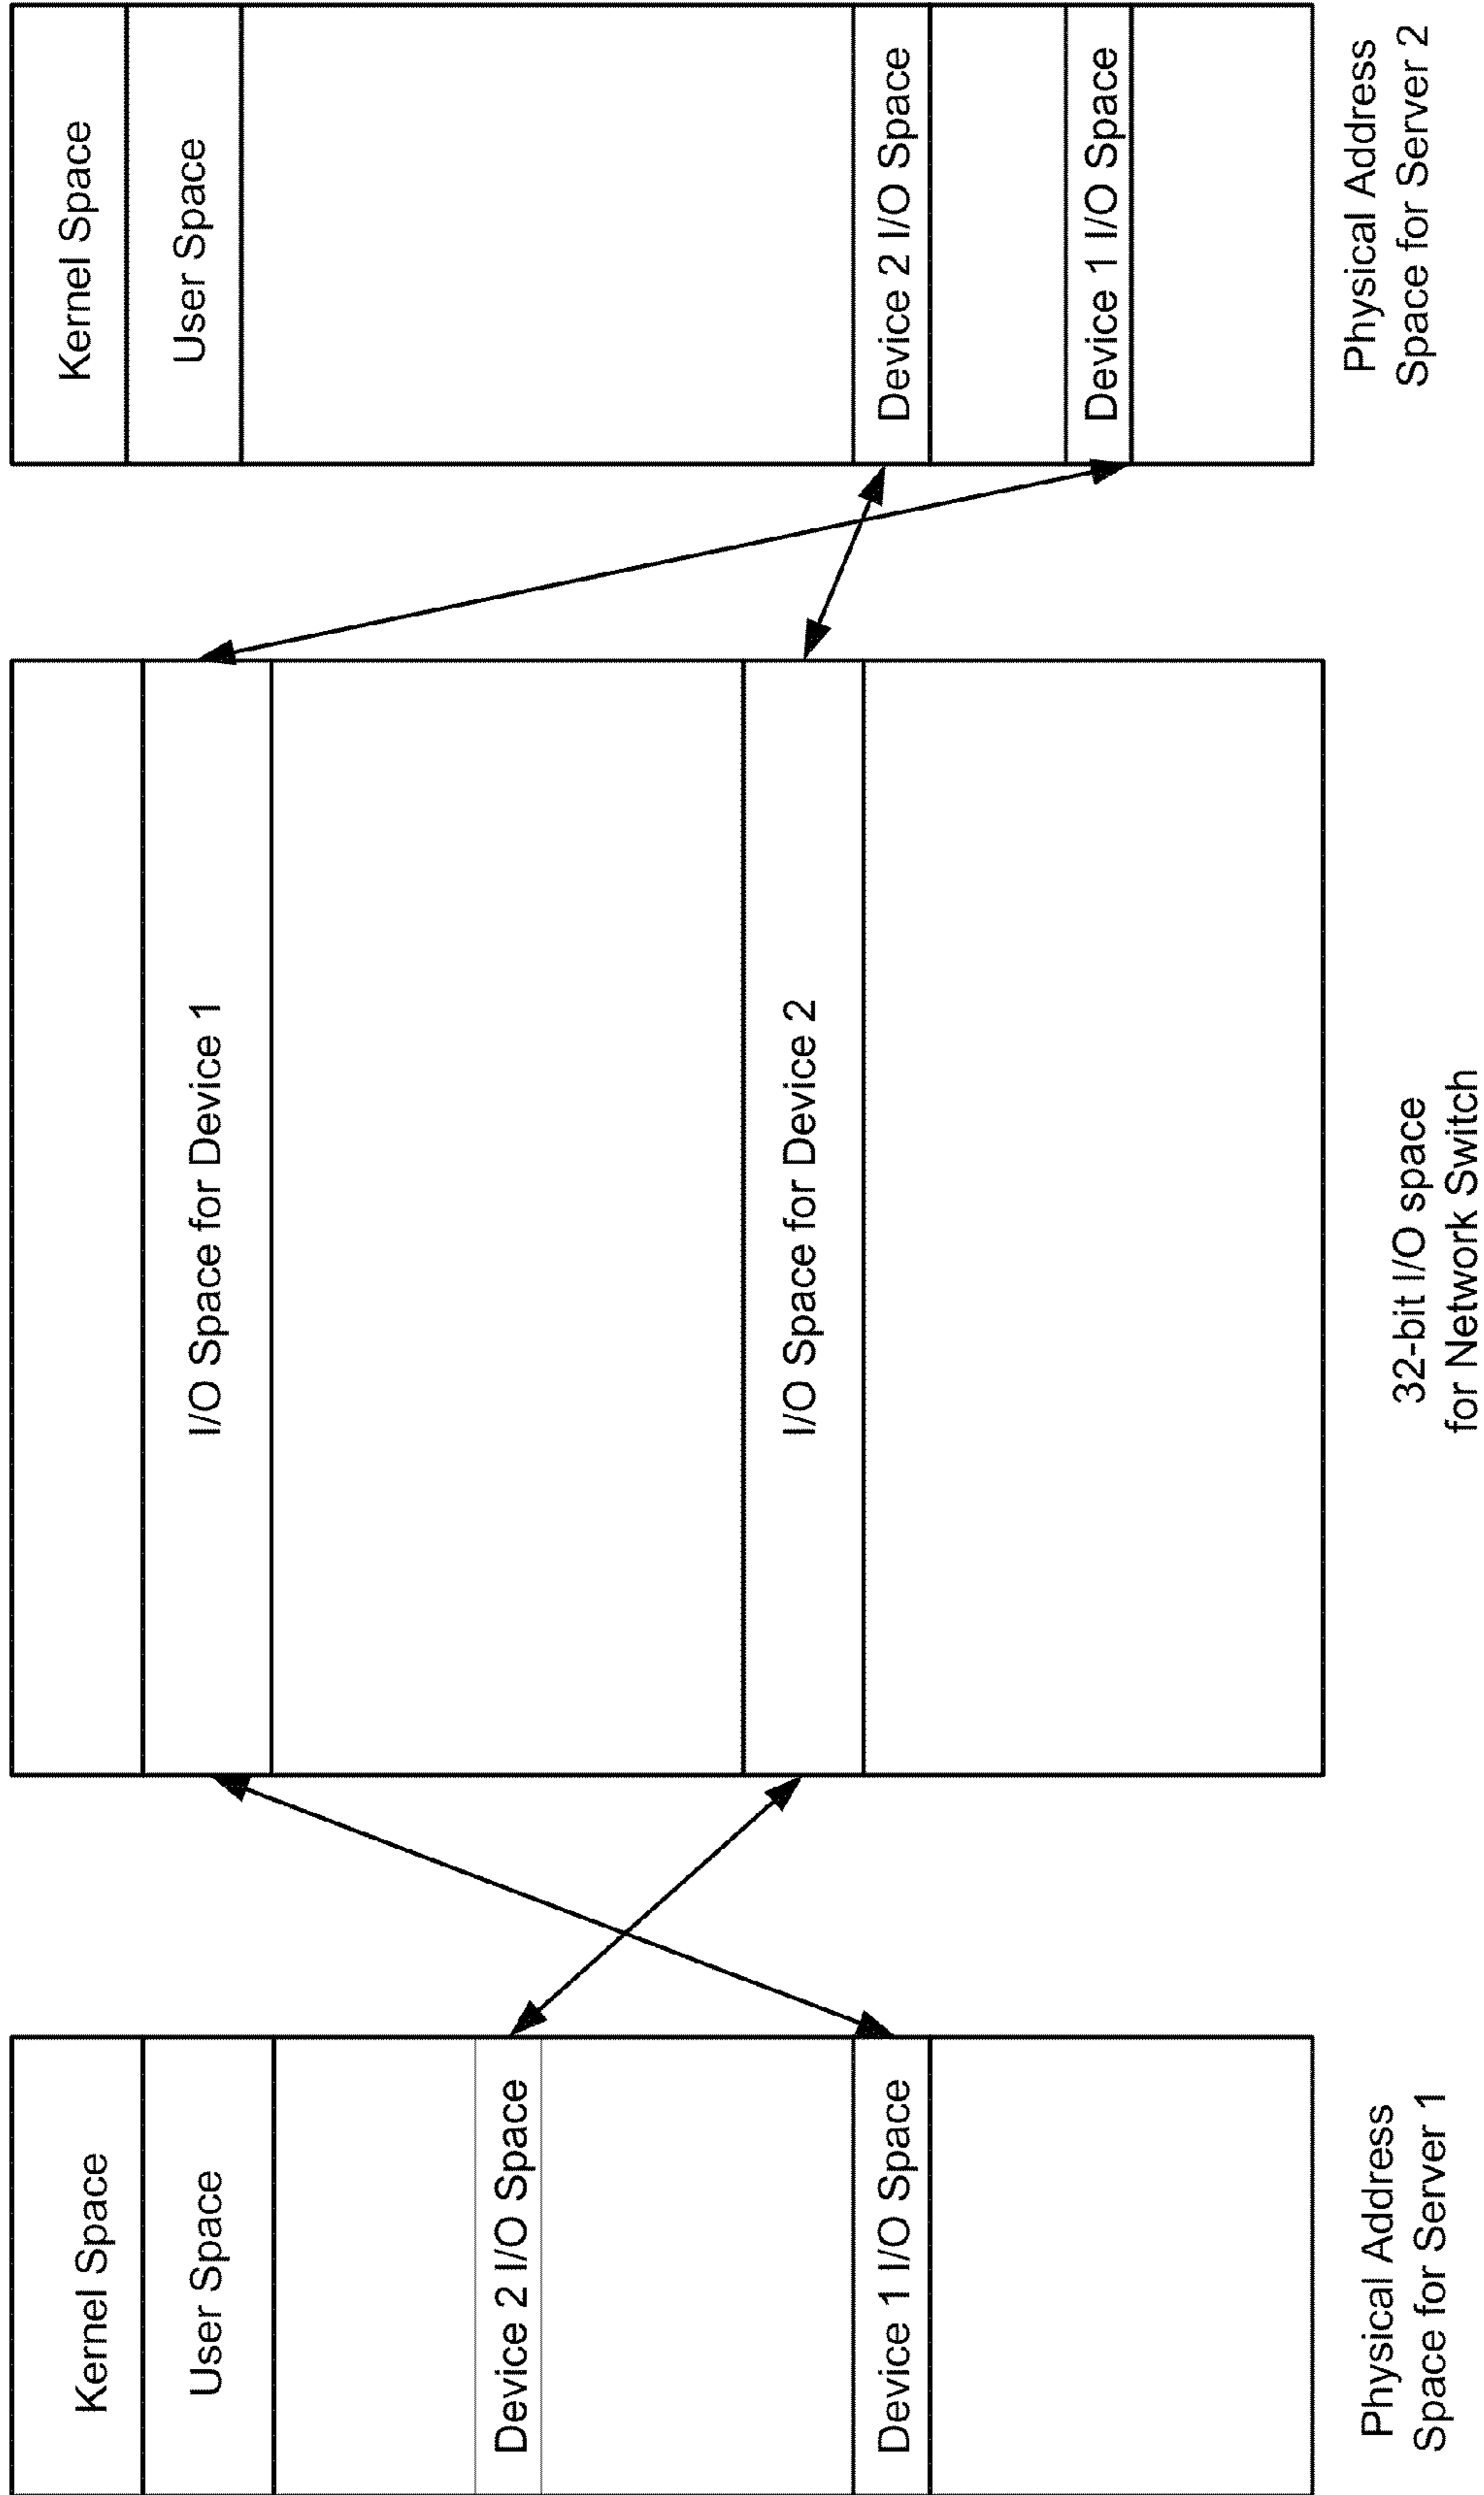 Kernel Space
User Space
Device 2 I/O Space
Device 1 I/O Space
Physical Address
Space for Server 1
I/O Space for Device 1
I/O Space for Device 2
32-bit I/O space
for Network Switch
Kernel Space
User Space
Device 2 I/O Space
Device 1 I/O Space
Physical Address
Space for Server 2